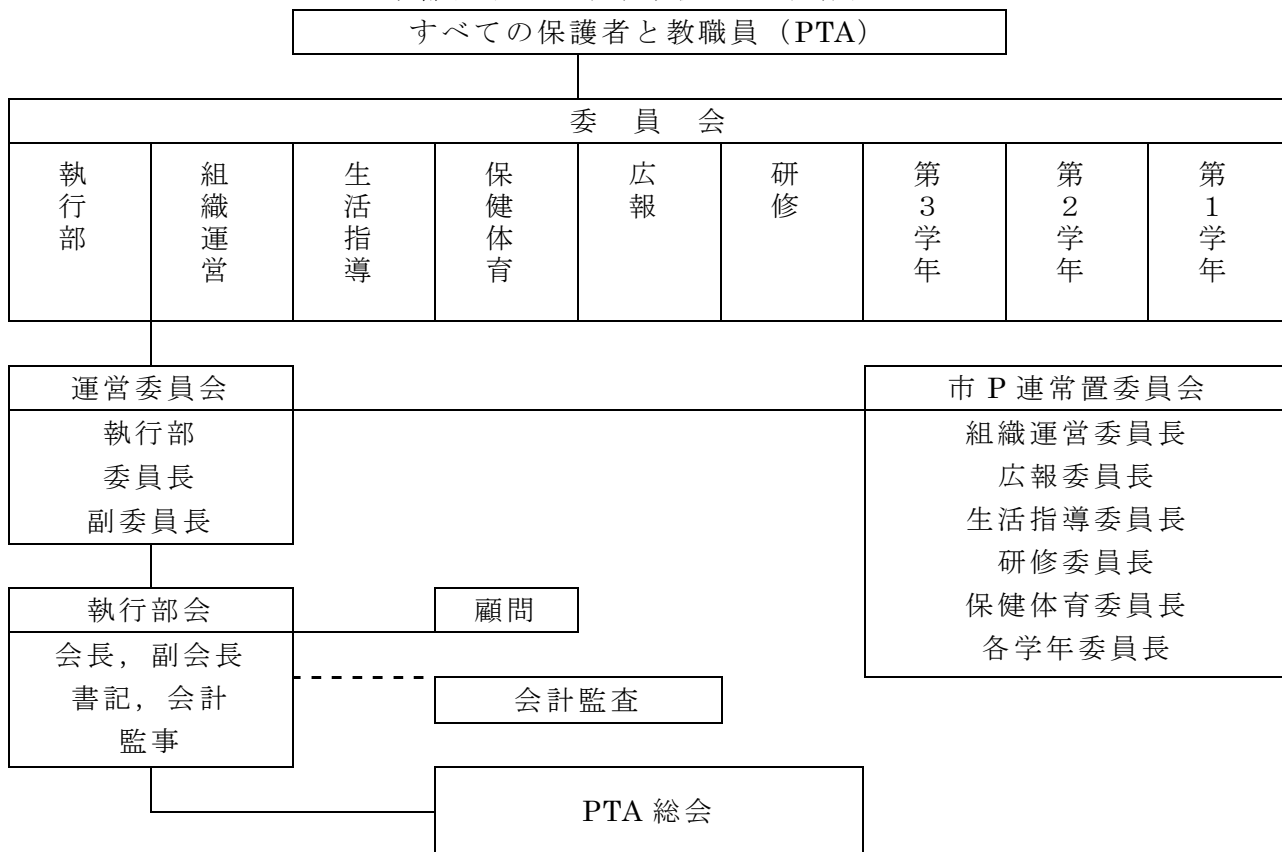 すべての保護者と教職員（PTA）
委員会
執行部
組織運営
生活指導
保健体育
広報
研修
第３学年
第２学年
第１学年
運営委員会
執行部
委員長
副委員長
市P連常置委員会
組織運営委員長
広報委員長
生活指導委員長
研修委員長
保健体育委員長
各学年委員長
執行部会
会長，副会長
書記，会計
監事
顧問
会計監査
PTA総会